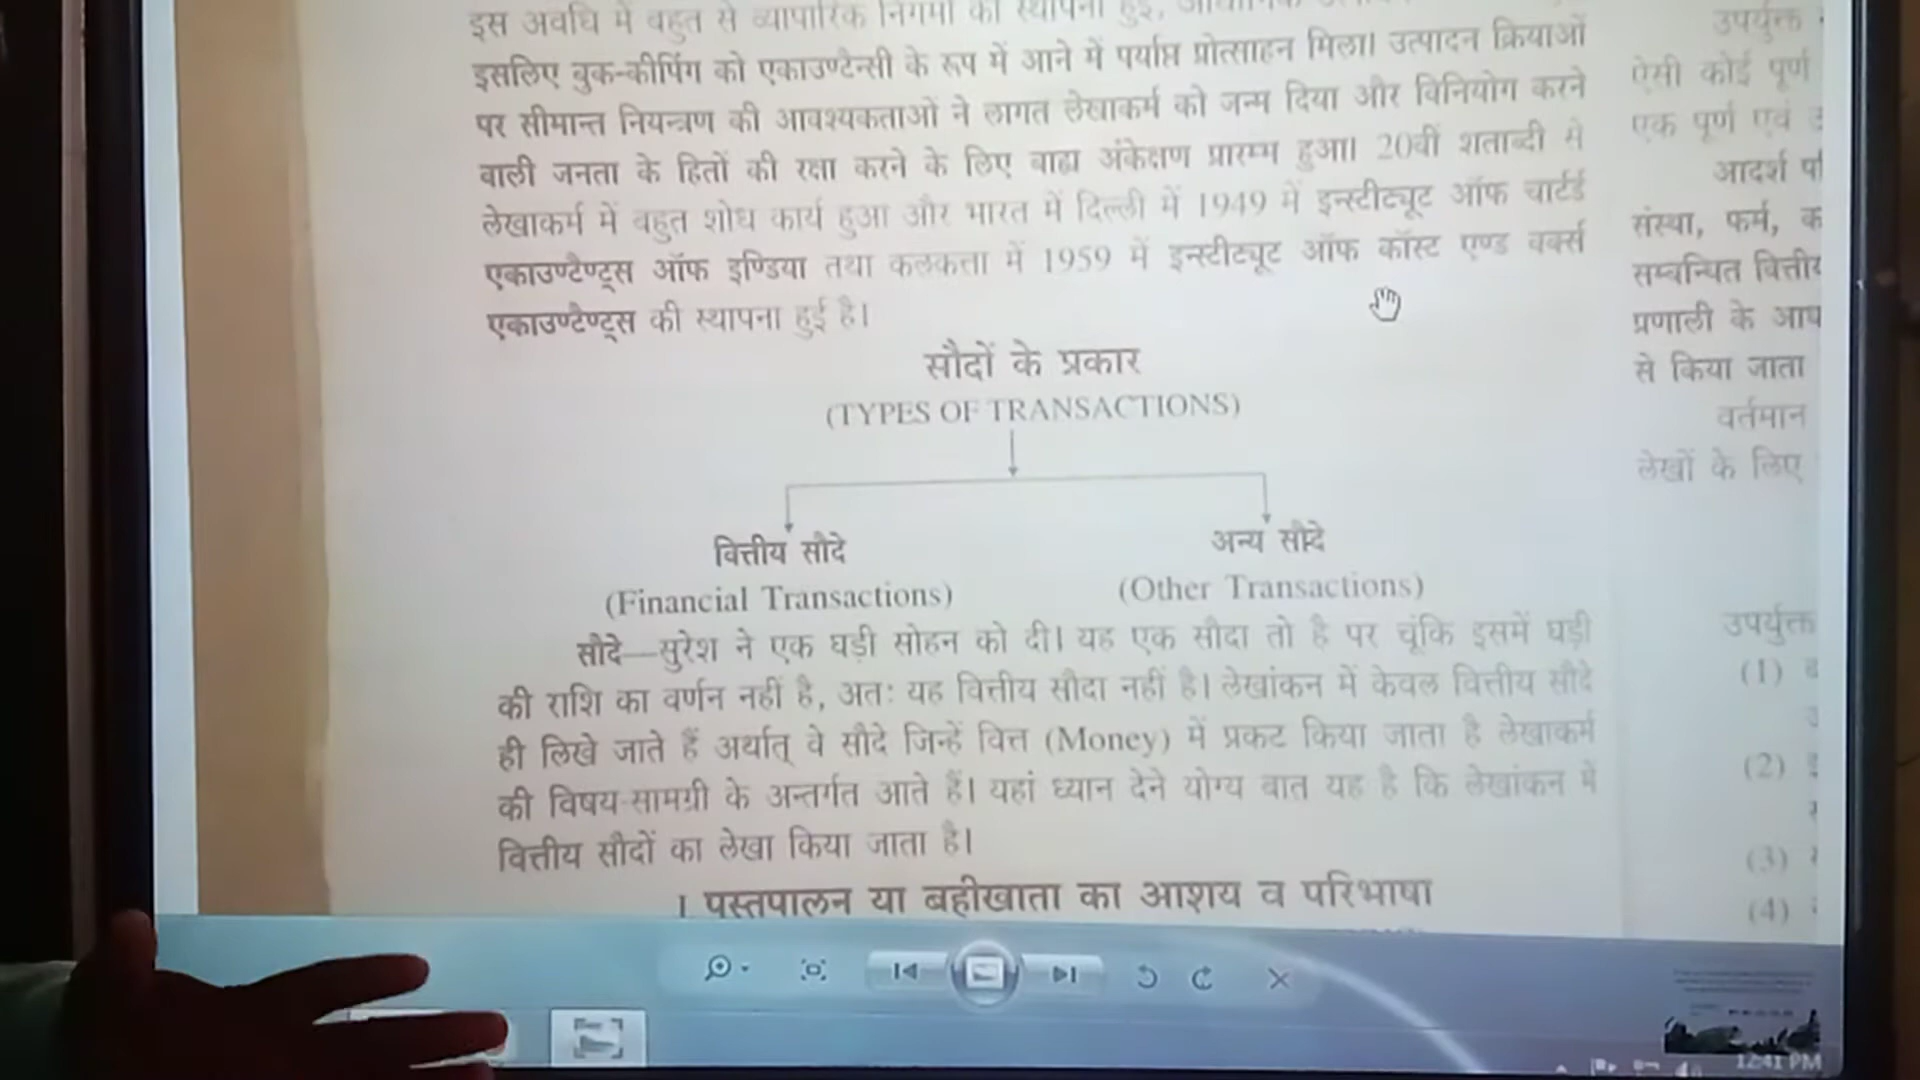 इस अवधि में बहुत से व्यापारिक निगमों की स्थापना हुई,
इसलिए बुक-कीपिंग को एकाउण्टेन्सी के रूप में आने में पर्याप्त प्रोत्साहन मिला। उत्पादन क्रियाओं
पर सीमान्त नियन्त्रण की आवश्यकताओं ने लागत लेखाकर्म को जन्म दिया और विनियोग करने
वाली जनता के हितों की रक्षा करने के लिए बाह्य अंकेक्षण प्रारम्भ हुआ। 20वीं शताब्दी में
लेखाकर्म में बहुत शोध कार्य हुआ और भारत में दिल्ली में 1949 में इन्स्टीट्यूट ऑफ चार्टर्ड
एकाउण्टैण्ट्स ऑफ इण्डिया तथा कलकत्ता में 1959 में इन्स्टीट्यूट ऑफ कॉस्ट एण्ड वर्क्स
एकाउण्टैण्ट्स की स्थापना हुई है।
सौदों के प्रकार
(TYPES OF TRANSACTIONS)
वित्तीय सौदे अन्य सौदे
(Financial Transactions) (Other Transactions)
सौदे—सुरेश ने एक घड़ी सोहन को दी। यह एक सौदा तो है पर चूंकि इसमें घड़ी
की राशि का वर्णन नहीं है, अतः यह वित्तीय सौदा नहीं है। लेखांकन में केवल वित्तीय सौदे
ही लिखे जाते हैं अर्थात् वे सौदे जिन्हें वित्त (Money) में प्रकट किया जाता है लेखाकर्म
की विषय-सामग्री के अन्तर्गत आते हैं। यहां ध्यान देने योग्य बात यह है कि लेखांकन में
वित्तीय सौदों का लेखा किया जाता है।
पुस्तपालन या बहीखाता का आशय व परिभाषा
उपर्युक्त
ऐसी कोई पूर्ण
एक पूर्ण एवं
आदर्श
संस्था, फर्म,
सम्बन्धित
प्रणाली के
से किया जाता
वर्तमान
लेखों के लिए
उपर्युक्त
(1)
(2)
(3)
(4)
12:41 PM